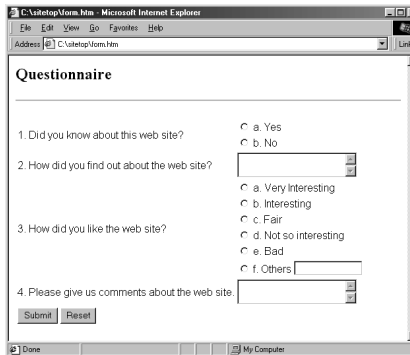 C:\sitetop\form.htm - Microsoft Internet Explorer
File Edit View Go Favorites Help
Address C:\sitetop\form.htm Link
Questionnaire
1. Did you know about this web site?
a. Yes
b. No
2. How did you find out about the web site?
3. How did you like the web site?
a. Very Interesting
b. Interesting
c. Fair
d. Not so interesting
e. Bad
f. Others
4. Please give us comments about the web site.
Submit Reset
Done My Computer